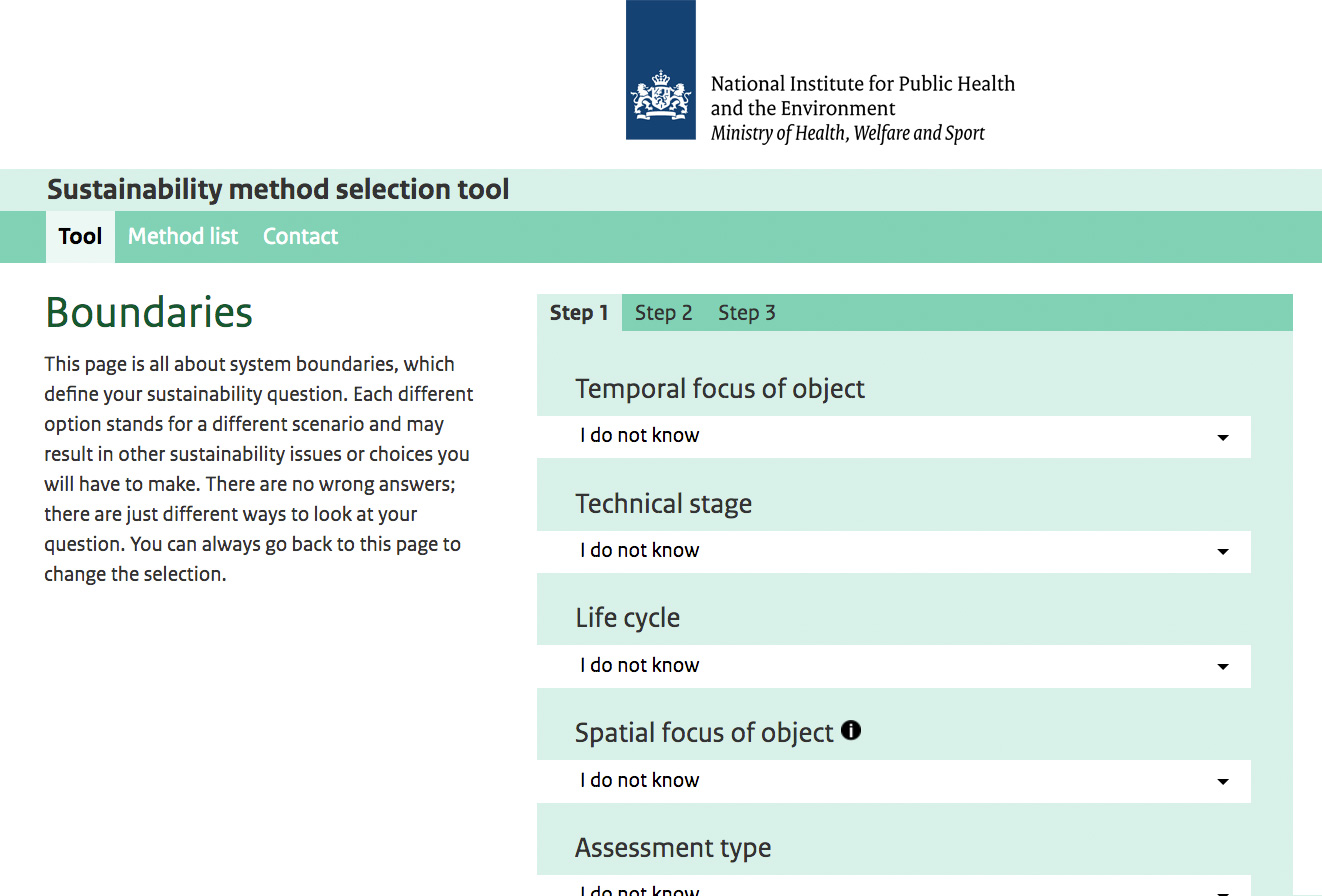 National Institute for Public Health
and the Environment
Ministry of Health, Welfare and Sport
Sustainability method selection tool
Tool Method list Contact
Boundaries
This page is all about system boundaries, which
define your sustainability question. Each different
option stands for a different scenario and may
result in other sustainability issues or choices you
will have to make. There are no wrong answers;
there are just different ways to look at your
question. You can always go back to this page to
change the selection.
Step 1 Step 2 Step 3
Temporal focus of object
I do not know
Technical stage
I do not know
Life cycle
I do not know
Spatial focus of object i
I do not know
Assessment type
I do not know